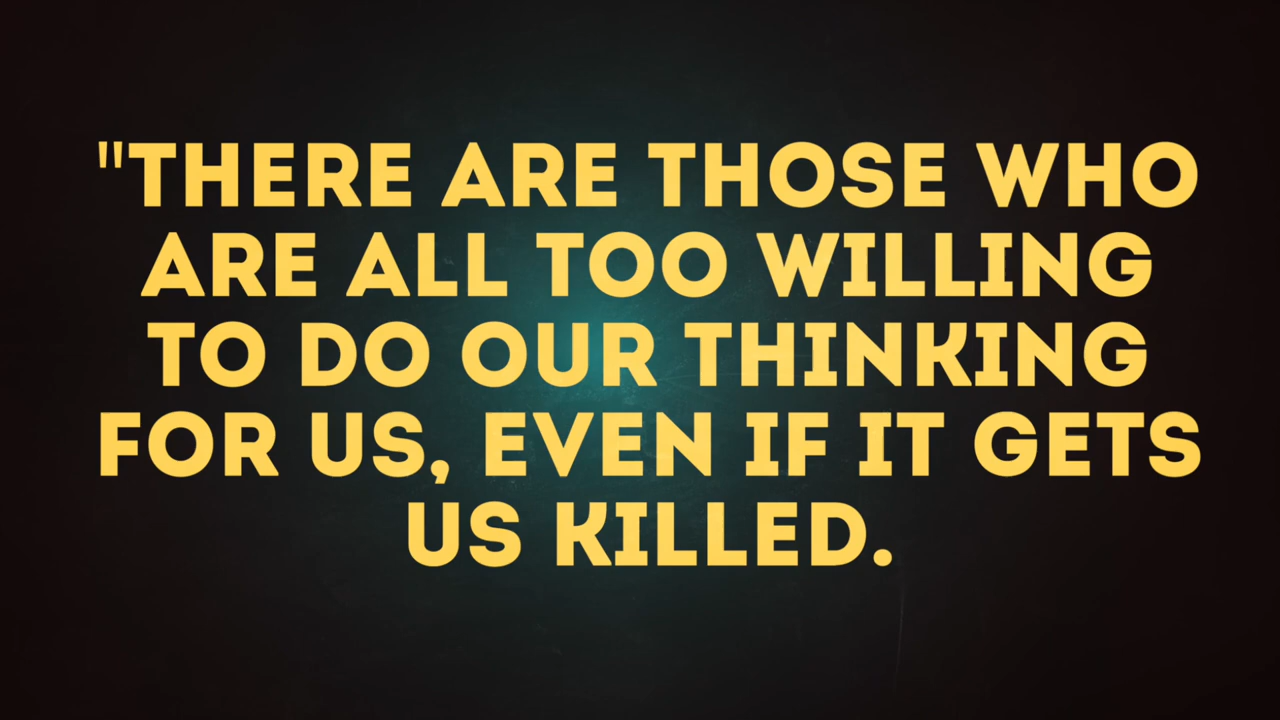 "THERE ARE THOSE WHO
ARE ALL TOO WILLING
TO DO OUR THINKING
FOR US, EVEN IF IT GETS
US KILLED.